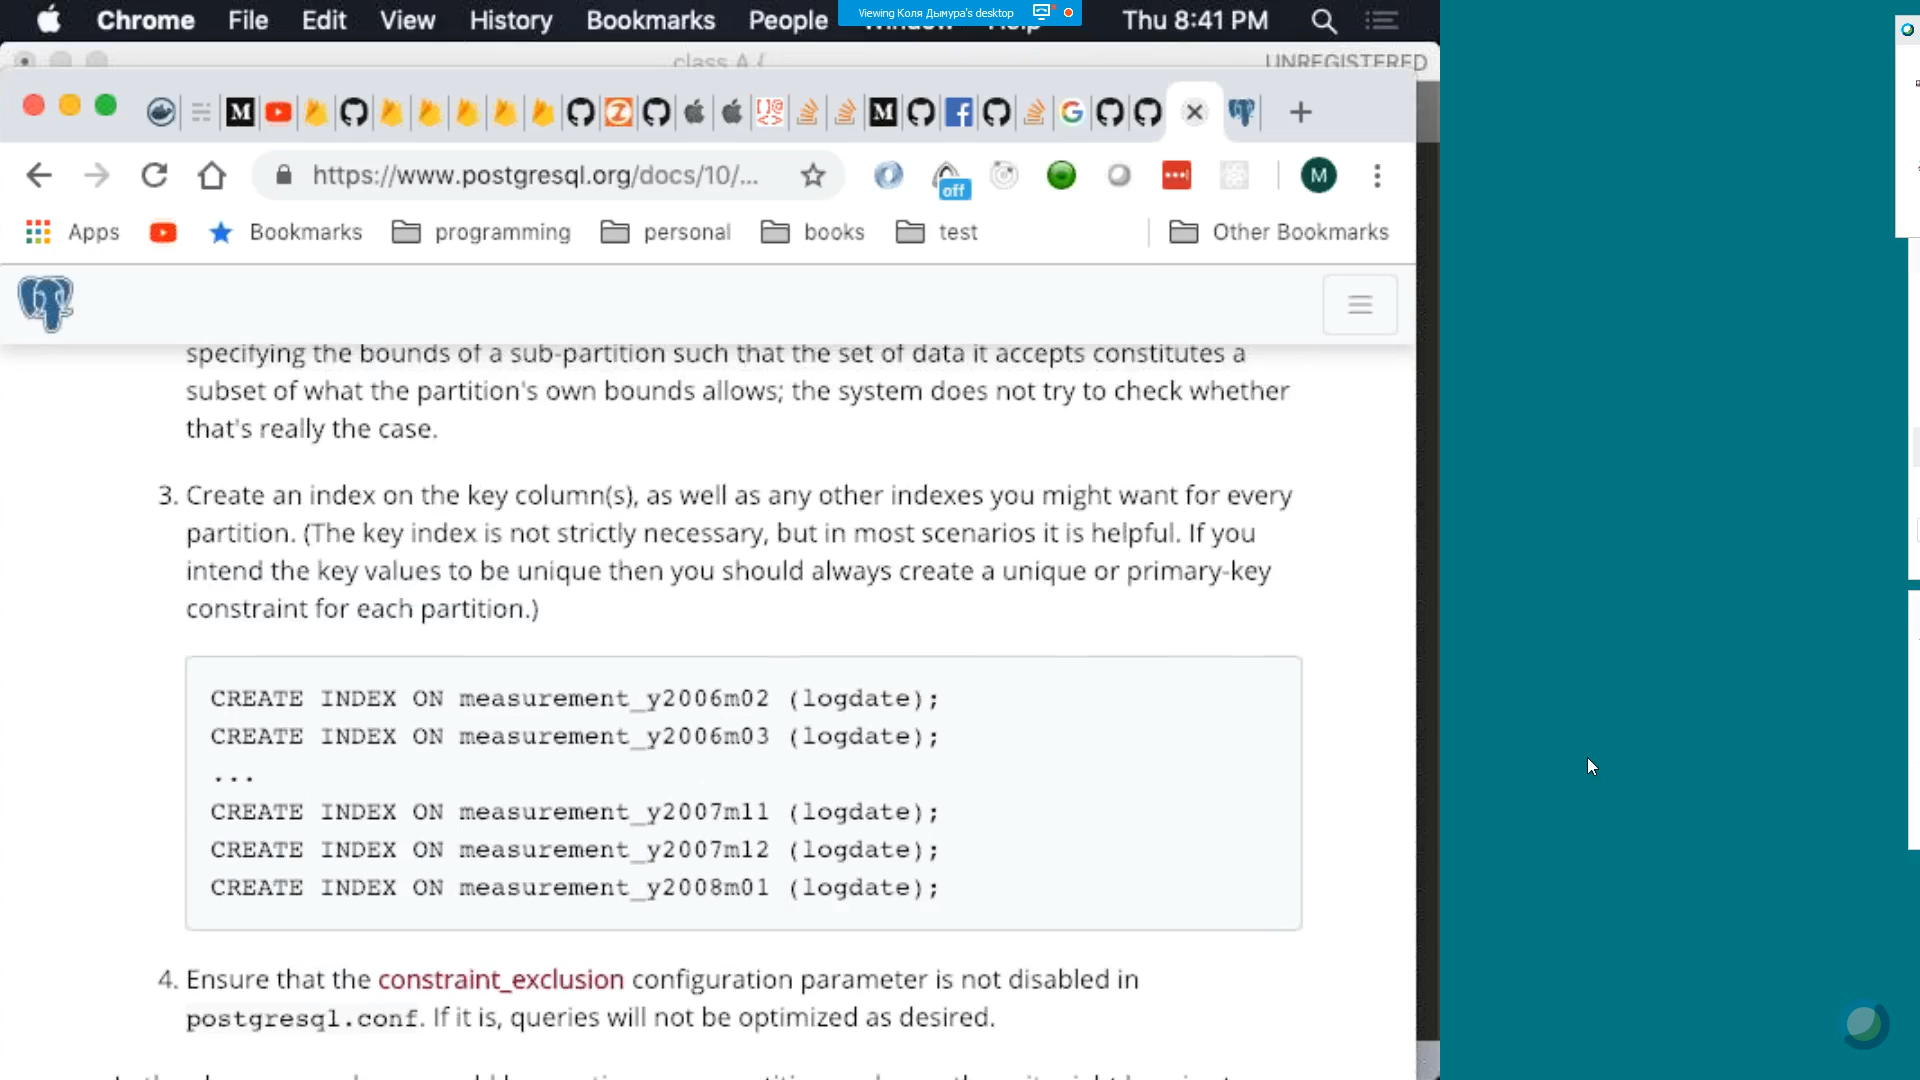 Chrome File Edit View History Bookmarks People Window Help Thu 8:41 PM
Viewing Коля Дымура's desktop
class A {
UNREGISTERED
https://www.postgresql.org/docs/10/...
off
M
Apps Bookmarks programming personal books test Other Bookmarks
specifying the bounds of a sub-partition such that the set of data it accepts constitutes a
subset of what the partition's own bounds allows; the system does not try to check whether
that's really the case.
3. Create an index on the key column(s), as well as any other indexes you might want for every
partition. (The key index is not strictly necessary, but in most scenarios it is helpful. If you
intend the key values to be unique then you should always create a unique or primary-key
constraint for each partition.)
CREATE INDEX ON measurement_y2006m02 (logdate);
CREATE INDEX ON measurement_y2006m03 (logdate);
...
CREATE INDEX ON measurement_y2007m11 (logdate);
CREATE INDEX ON measurement_y2007m12 (logdate);
CREATE INDEX ON measurement_y2008m01 (logdate);
4. Ensure that the constraint_exclusion configuration parameter is not disabled in
postgresql.conf. If it is, queries will not be optimized as desired.